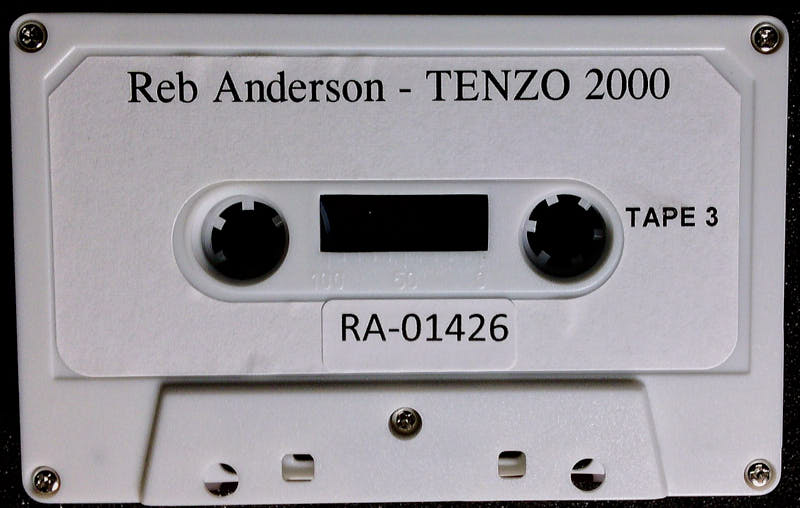 Reb Anderson - TENZO 2000
TAPE 3
100 50 0
RA-01426